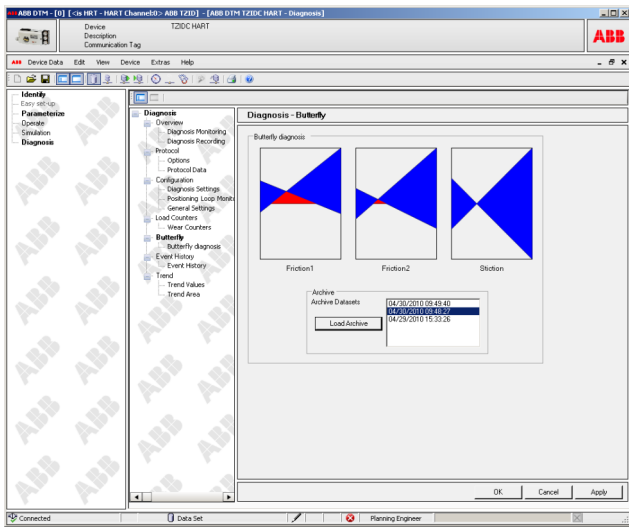 ABB DTM - [0] [<is HRT - HART Channel:0> ABB TZID] - [ABB DTM TZIDC HART - Diagnosis]
Device TZIDC HART
Description
Communication Tag
ABB
ABB Device Data Edit View Device Extras Help
Identify
Easy set-up
Parameterize
Operate
Simulation
Diagnosis
Diagnosis
Overview
Diagnosis Monitoring
Diagnosis Recording
Protocol
Options
Protocol Data
Configuration
Diagnosis Settings
Positioning Loop Monito
General Settings
Load Counters
Wear Counters
Butterfly
Butterfly diagnosis
Event History
Event History
Trend
Trend Values
Trend Area
Diagnosis - Butterfly
Butterfly diagnosis
Friction1 Friction2 Stiction
Archive
Archive Datasets
Load Archive
04/30/2010 09:49:40
04/30/2010 09:48:27
04/29/2010 15:33:26
OK Cancel Apply
Connected Data Set Planning Engineer